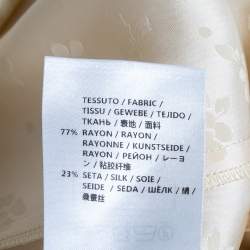 TESSUTO / FABRIC /
TISSU / GEWEBE / TEJIDO /
ТКАНЬ / 表地 / 面料
77% RAYON / RAYON /
RAYONNE / KUNSTSEIDE /
RAYON / РЕЙОН / レーヨ
ン / 粘胶纤维
23% SETA / SILK / SOIE /
SEIDE / SEDA / ШЁЛК / 絹 /
桑蚕丝